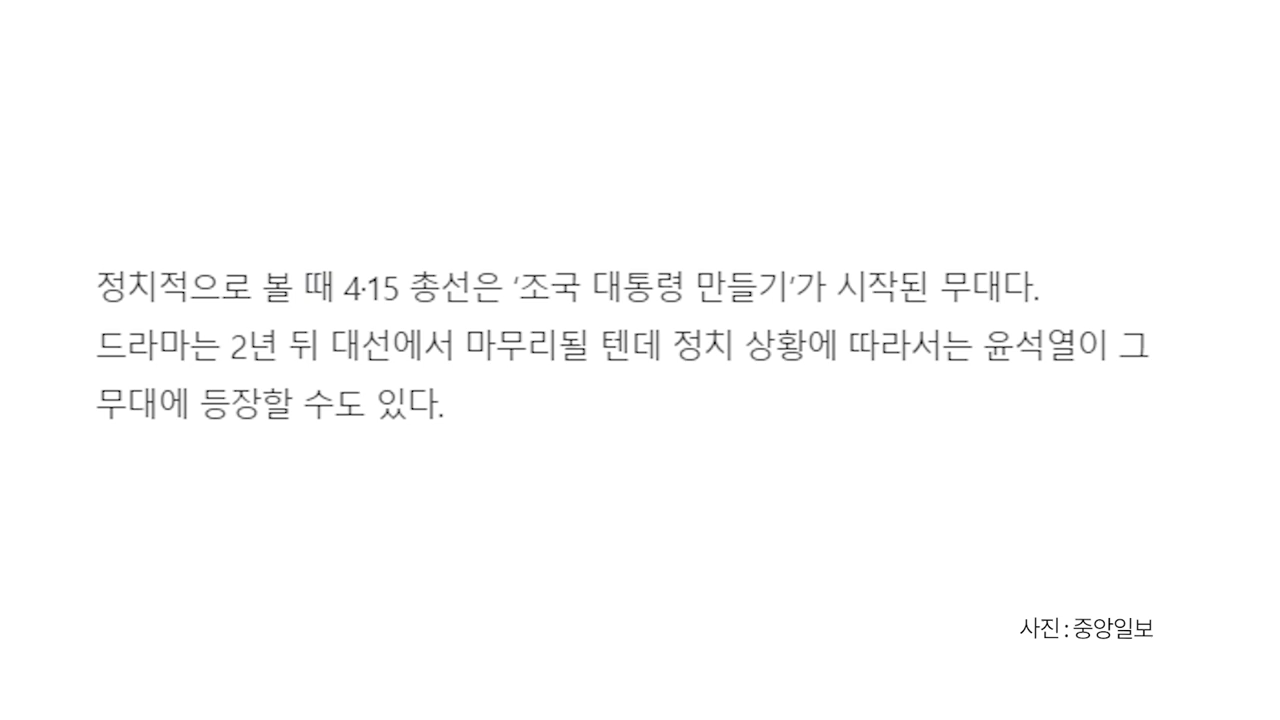 정치적으로 볼 때 4·15 총선은 ‘조국 대통령 만들기’가 시작된 무대다.
드라마는 2년 뒤 대선에서 마무리될 텐데 정치 상황에 따라서는 윤석열이 그
무대에 등장할 수도 있다.
사진 : 중앙일보